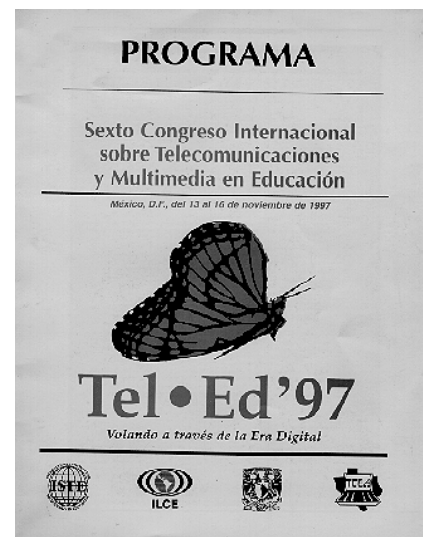 PROGRAMA
Sexto Congreso Internacional
sobre Telecomunicaciones
y Multimedia en Educación
México, D.F., del 13 al 16 de noviembre de 1997
Tel • Ed '97
Volando a través de la Era Digital
ISTE
ILCE
TCEA